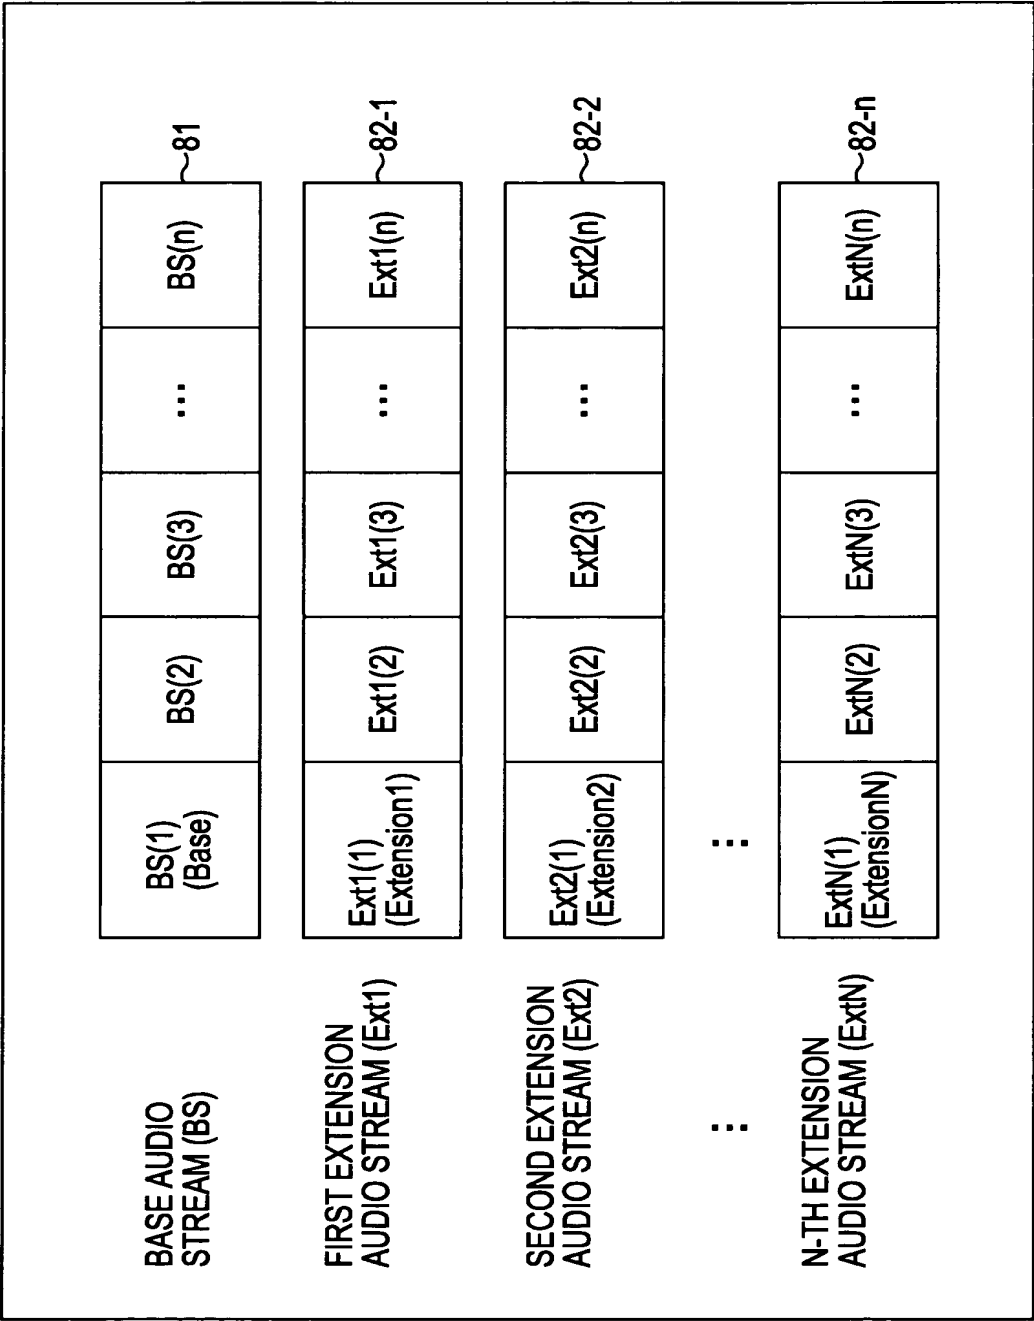 BASE AUDIO
STREAM (BS)
BS(1)
(Base)
BS(2)
BS(3)
...
BS(n)
~81
FIRST EXTENSION
AUDIO STREAM (Ext1)
Ext1(1)
(Extension1)
Ext1(2)
Ext1(3)
...
Ext1(n)
~82-1
SECOND EXTENSION
AUDIO STREAM (Ext2)
Ext2(1)
(Extension2)
Ext2(2)
Ext2(3)
...
Ext2(n)
~82-2
...
...
N-TH EXTENSION
AUDIO STREAM (ExtN)
ExtN(1)
(ExtensionN)
ExtN(2)
ExtN(3)
...
ExtN(n)
~82-n